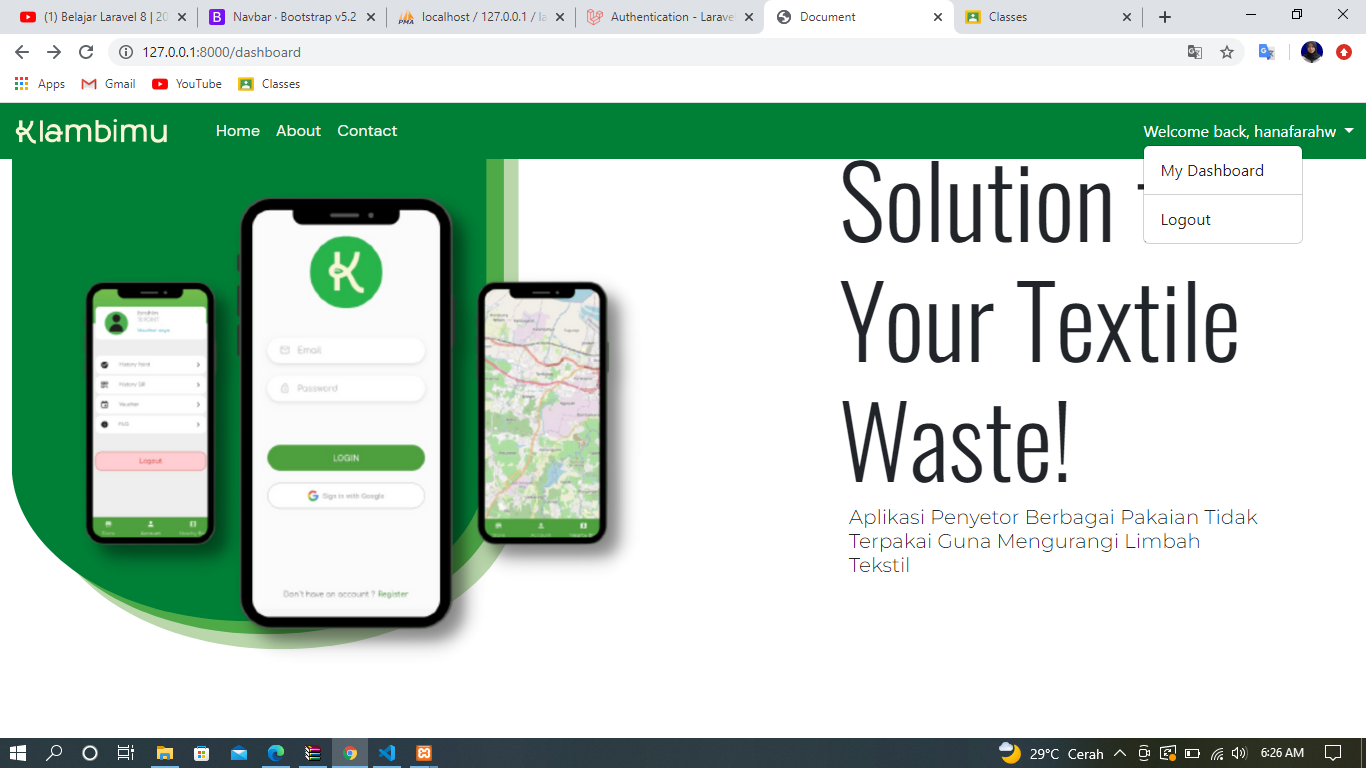 (1) Belajar Laravel 8 | 20
Navbar · Bootstrap v5.2
localhost / 127.0.0.1 / la
Authentication - Larave
Document
Classes
127.0.0.1:8000/dashboard
Apps
Gmail
YouTube
Classes
Klambimu
Home
About
Contact
Welcome back, hanafarahw
My Dashboard
Logout
Solution
Your Textile
Waste!
Aplikasi Penyetor Berbagai Pakaian Tidak
Terpakai Guna Mengurangi Limbah
Tekstil
History Point
History QR
Voucher
FAQ
Logout
Account
K
Email
Password
LOGIN
Sign in with Google
Don't have an account ? Register
Account
29°C Cerah
6:26 AM